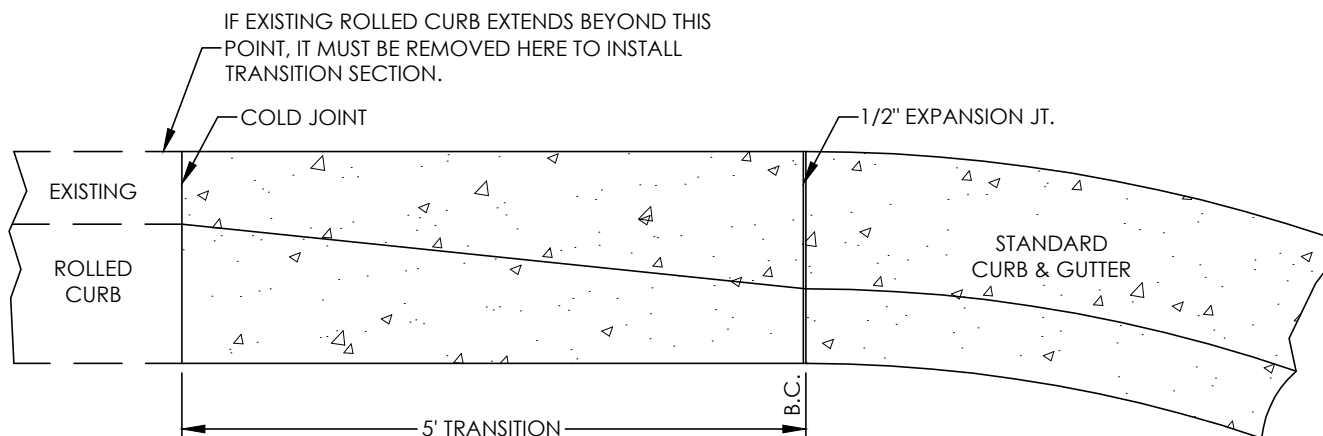 IF EXISTING ROLLED CURB EXTENDS BEYOND THIS
POINT, IT MUST BE REMOVED HERE TO INSTALL
TRANSITION SECTION.
COLD JOINT
1/2" EXPANSION JT.
EXISTING
ROLLED
CURB
STANDARD
CURB & GUTTER
B.C.
5' TRANSITION